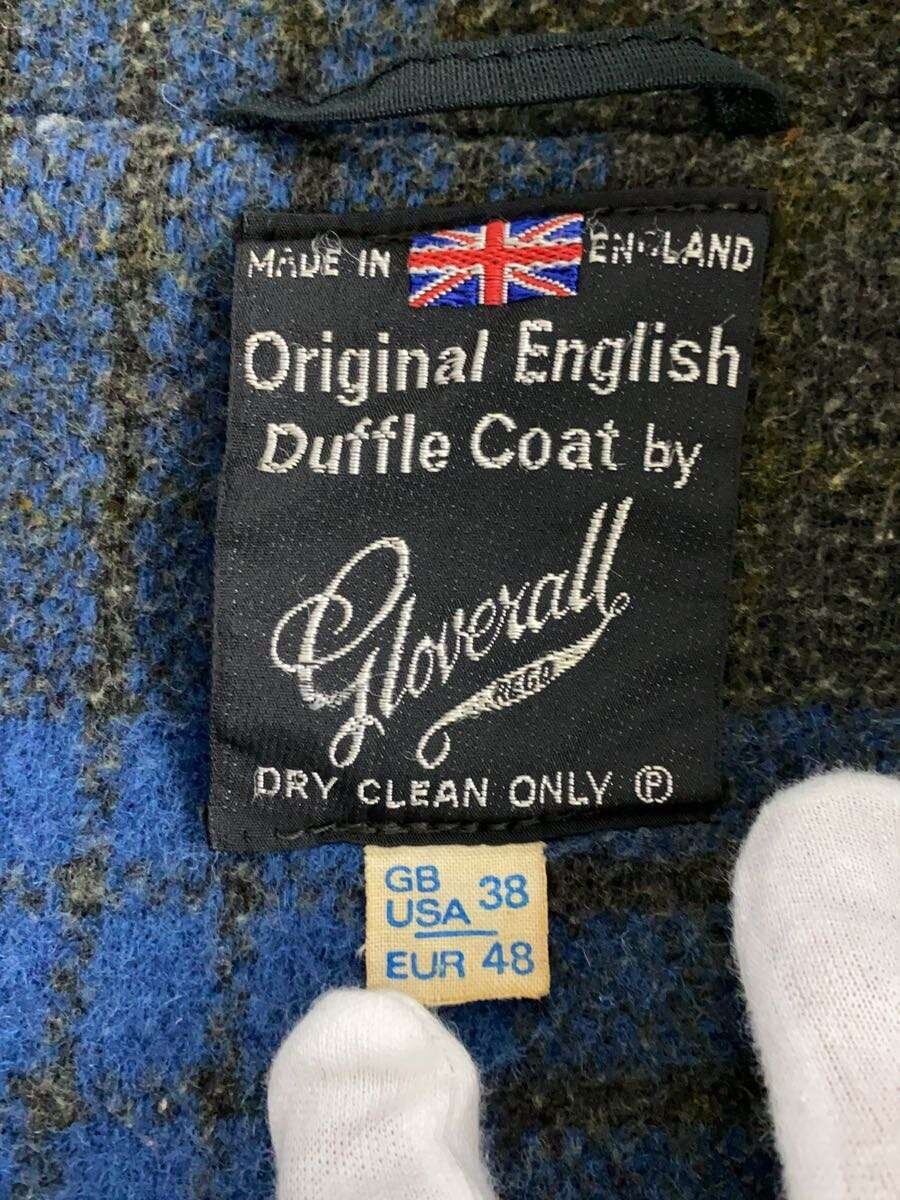 MADE IN ENGLAND
Original English
Duffle Coat by
Gloverall
REGD
DRY CLEAN ONLY Ⓟ
GB
USA 38
EUR 48